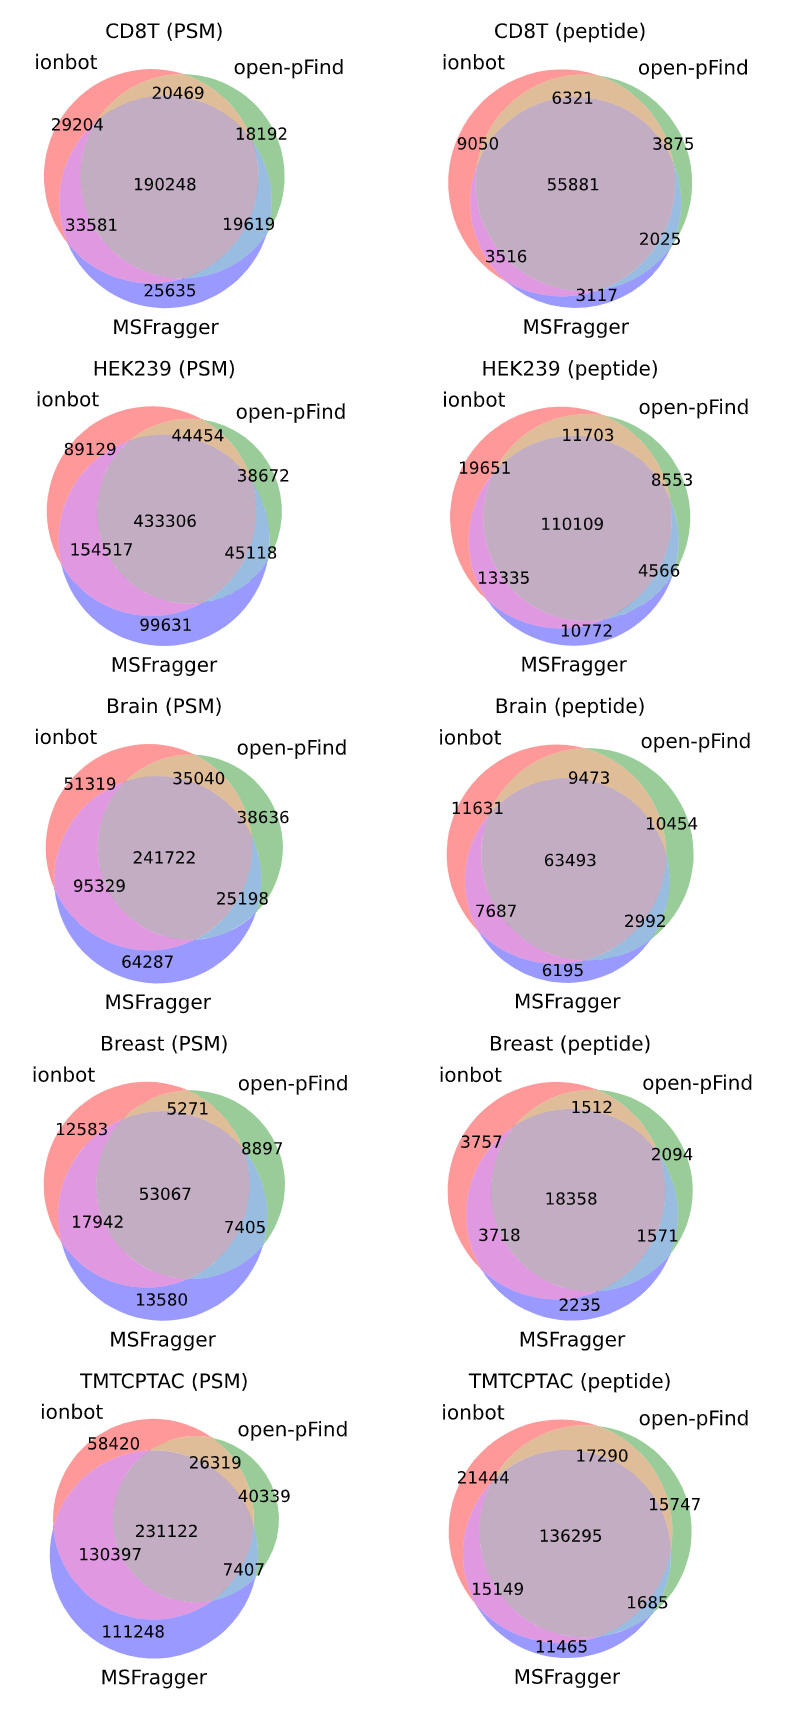 CD8T (PSM)
ionbot
open-pFind
20469
29204
18192
190248
33581
19619
25635
MSFragger
CD8T (peptide)
ionbot
open-pFind
6321
9050
3875
55881
2025
3516
3117
MSFragger
HEK239 (PSM)
ionbot
open-pFind
44454
89129
38672
433306
154517
45118
99631
MSFragger
HEK239 (peptide)
ionbot
open-pFind
11703
19651
8553
110109
13335
4566
10772
MSFragger
Brain (PSM)
ionbot
open-pFind
35040
51319
38636
241722
95329
25198
64287
MSFragger
Brain (peptide)
ionbot
open-pFind
9473
11631
10454
63493
7687
2992
6195
MSFragger
Breast (PSM)
ionbot
open-pFind
5271
12583
8897
53067
17942
7405
13580
MSFragger
Breast (peptide)
ionbot
open-pFind
1512
3757
2094
18358
3718
1571
2235
MSFragger
TMTCPTAC (PSM)
ionbot
open-pFind
58420
26319
40339
231122
130397
7407
111248
MSFragger
TMTCPTAC (peptide)
ionbot
open-pFind
17290
21444
15747
136295
15149
1685
11465
MSFragger